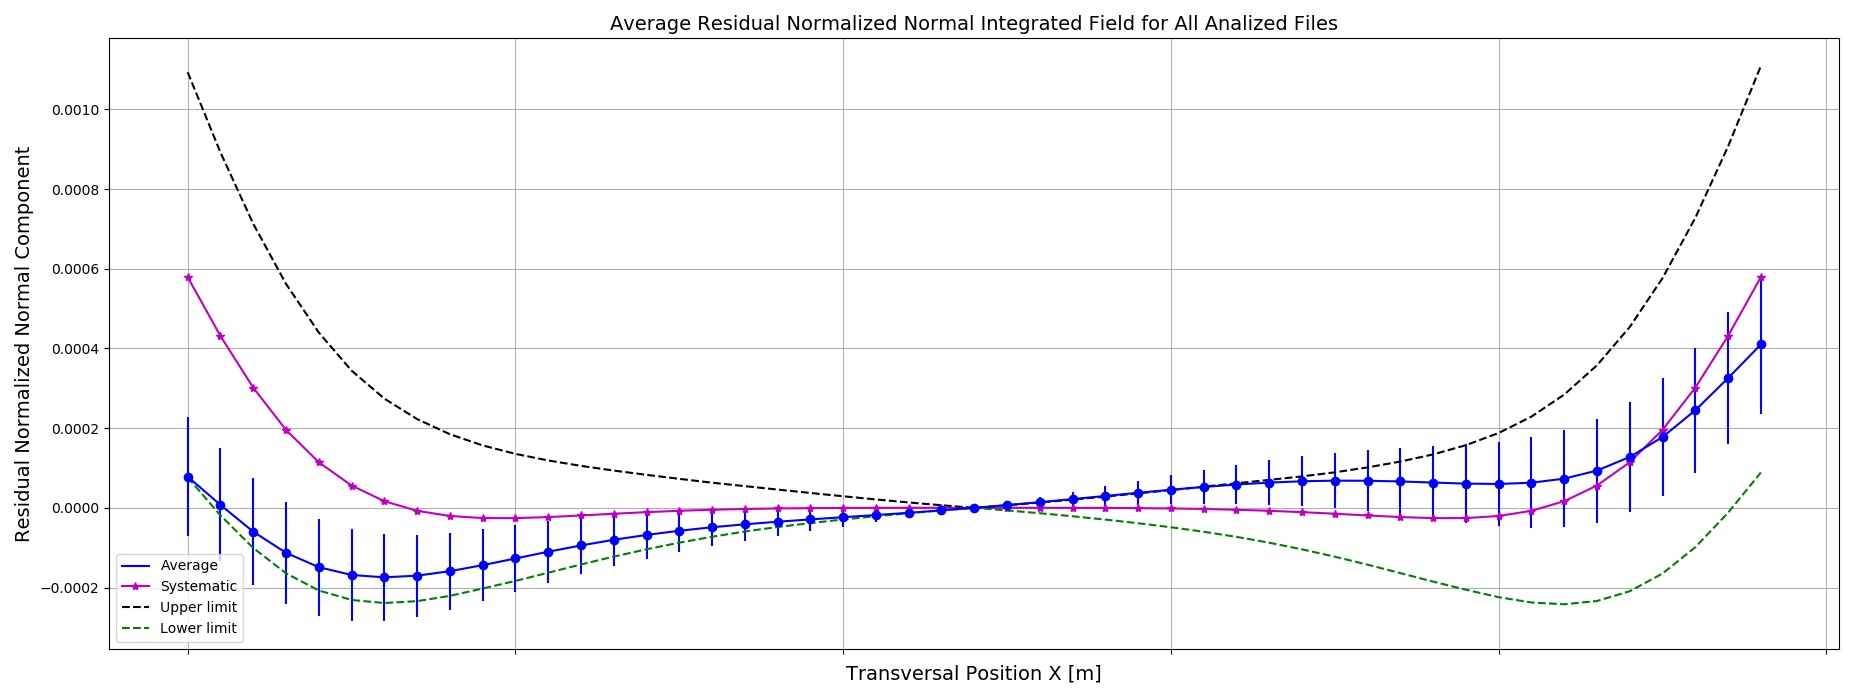 Average Residual Normalized Normal Integrated Field for All Analized Files
Residual Normalized Normal Component
0.0010
0.0008
0.0006
0.0004
0.0002
0.0000
−0.0002
Average
Systematic
Upper limit
Lower limit
Transversal Position X [m]